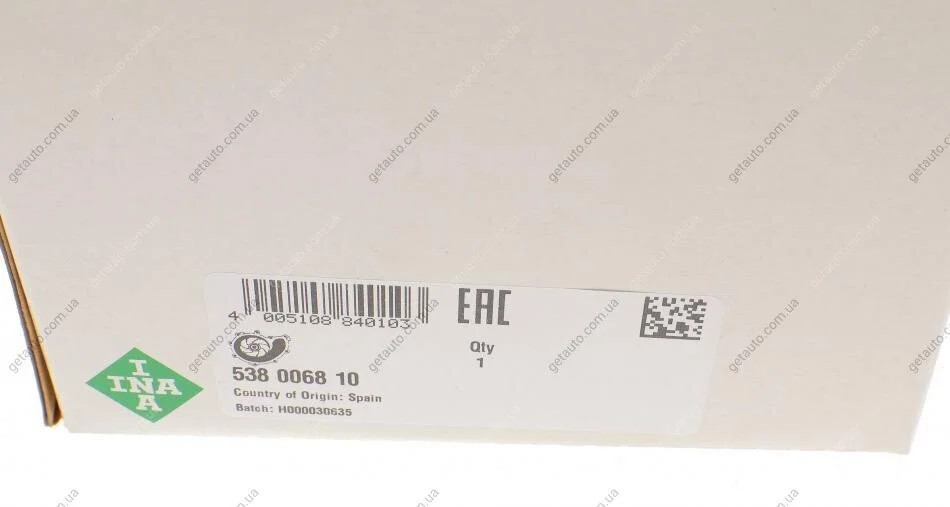 4 005108 840103
EAC
Qty
1
538 0068 10
Country of Origin: Spain
Batch: H000030635
INA
INA
getauto.com.ua